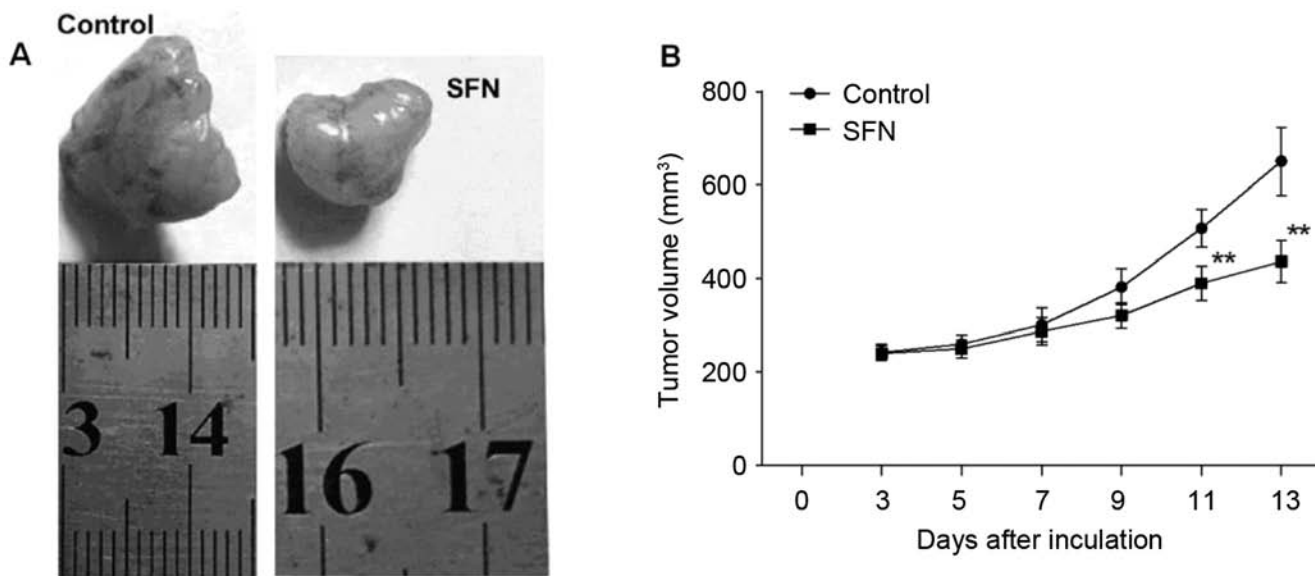 A
Control
SFN
3 14
16 17
B
Control
SFN
Tumor volume (mm³)
800
600
400
200
0
**
**
0 3 5 7 9 11 13
Days after inculation